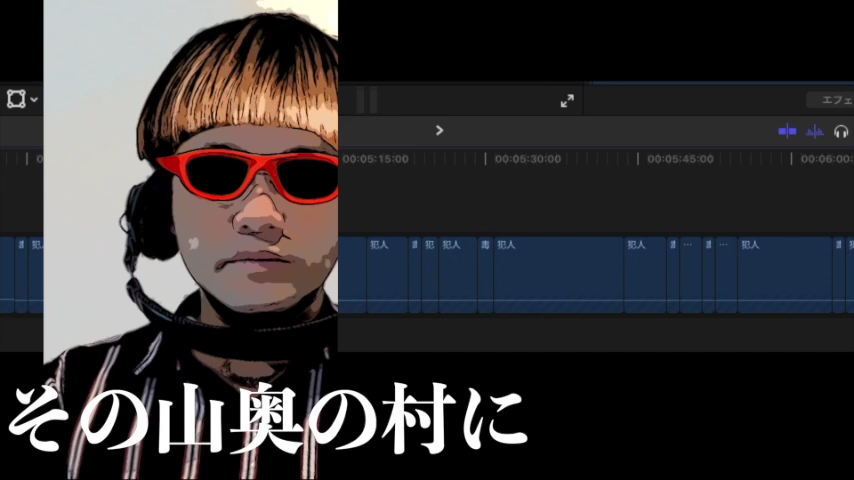 エフェ
00:05:15:00
00:05:30:00
00:05:45:00
00:06:00:
犯人
犯
犯人
毒
犯人
犯人
…
…
犯人
その山奥の村に